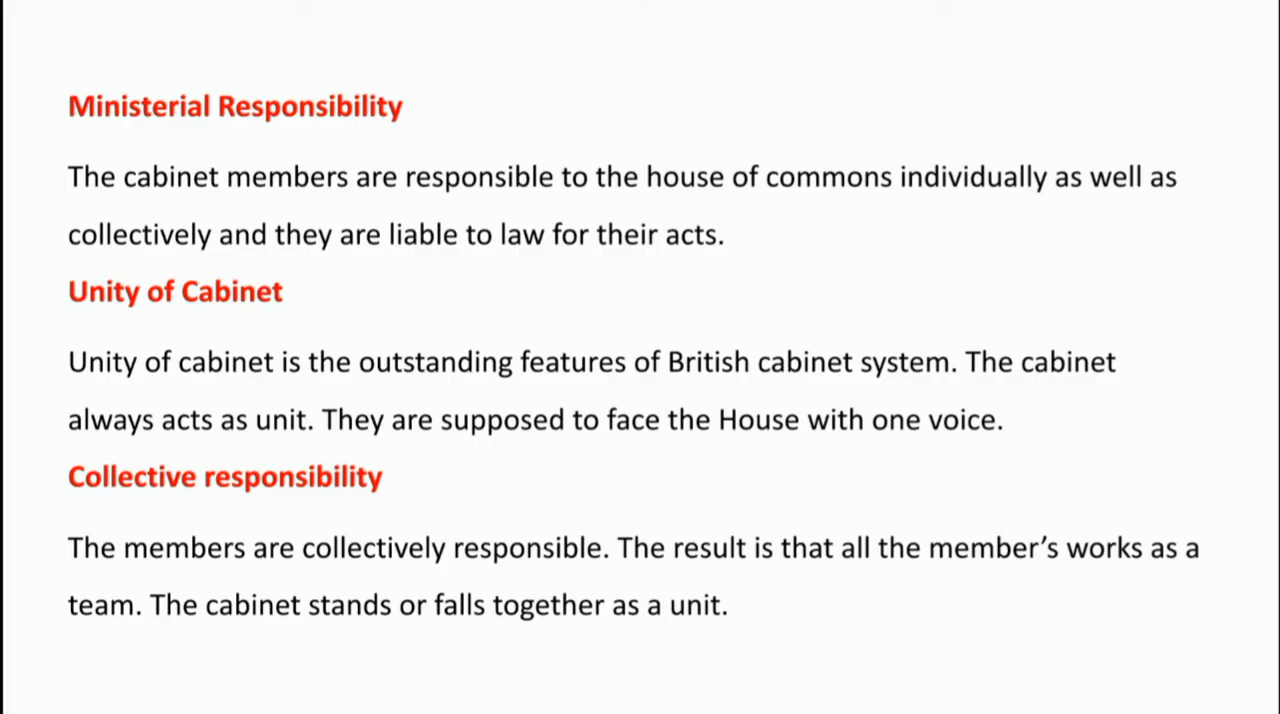 Ministerial Responsibility
The cabinet members are responsible to the house of commons individually as well as
collectively and they are liable to law for their acts.
Unity of Cabinet
Unity of cabinet is the outstanding features of British cabinet system. The cabinet
always acts as unit. They are supposed to face the House with one voice.
Collective responsibility
The members are collectively responsible. The result is that all the member’s works as a
team. The cabinet stands or falls together as a unit.